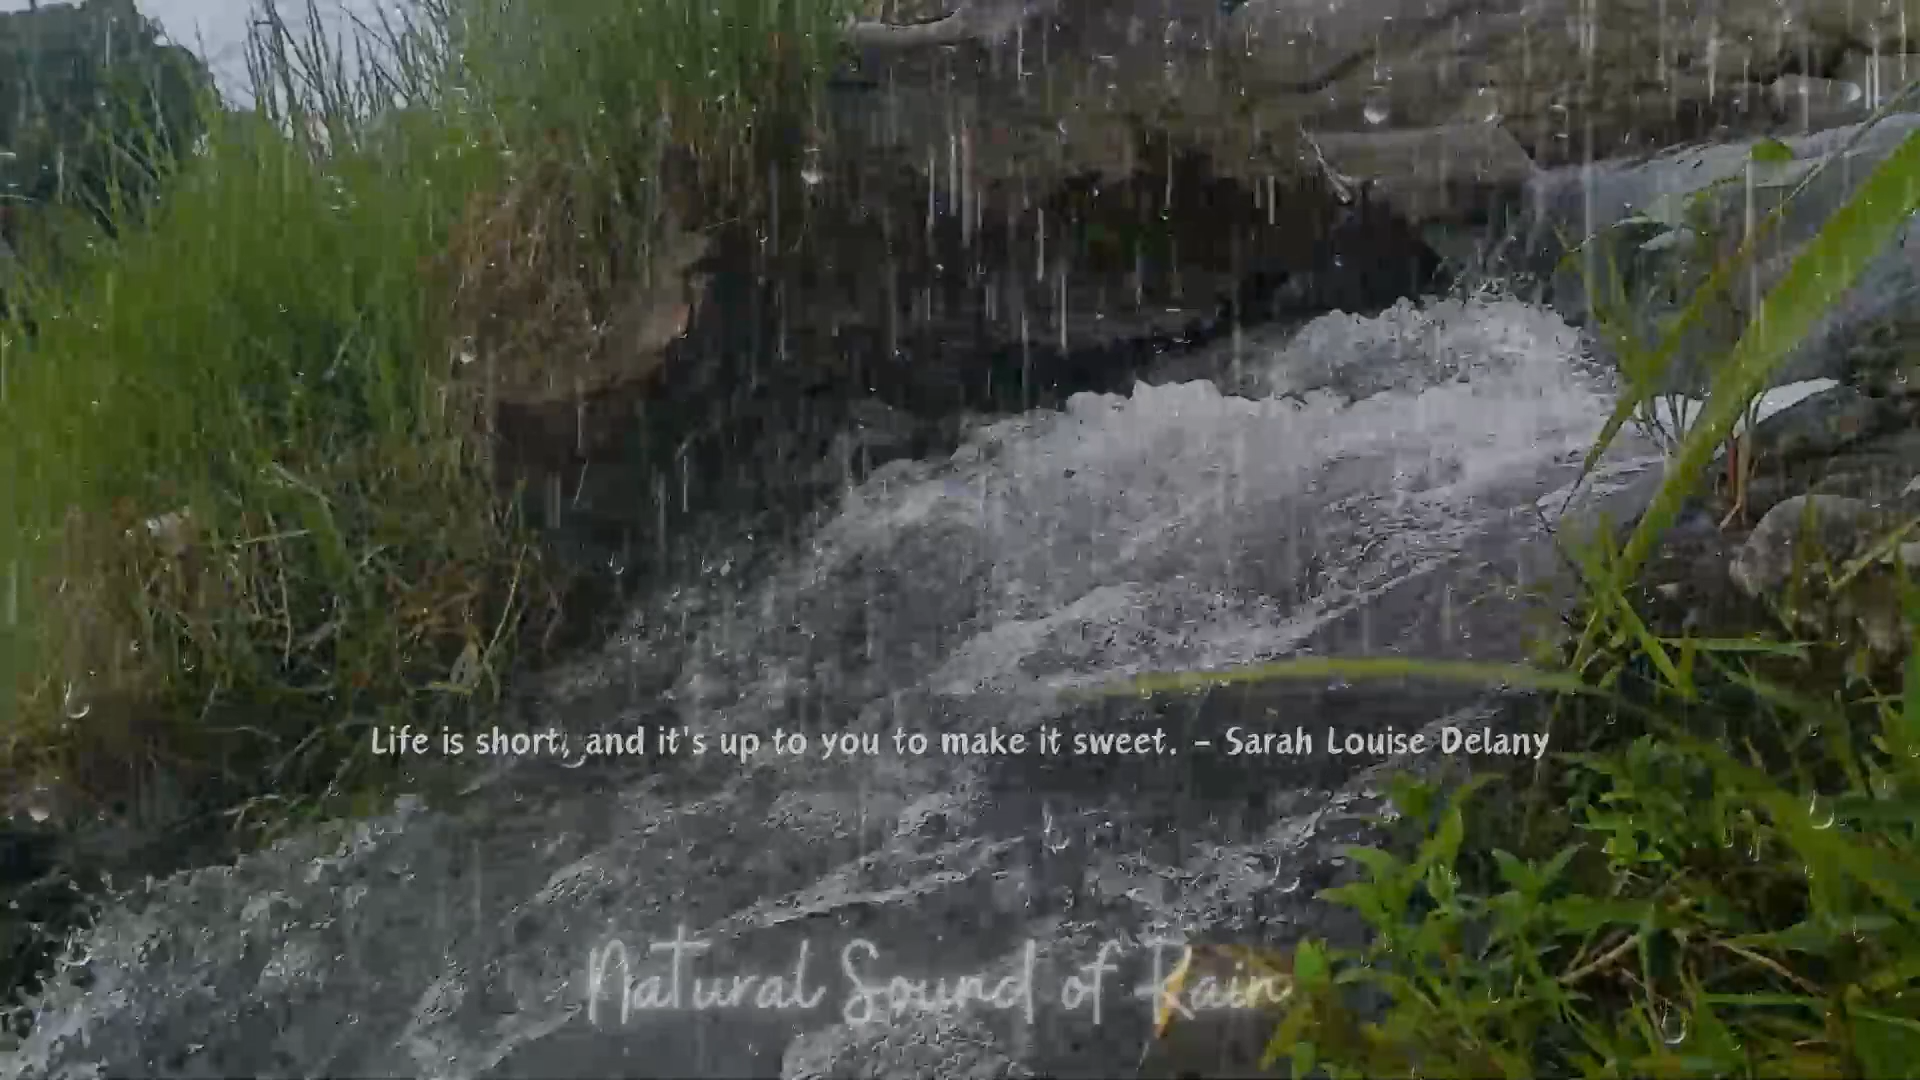 Life is short, and it's up to you to make it sweet. – Sarah Louise Delany
Natural Sound of Rain